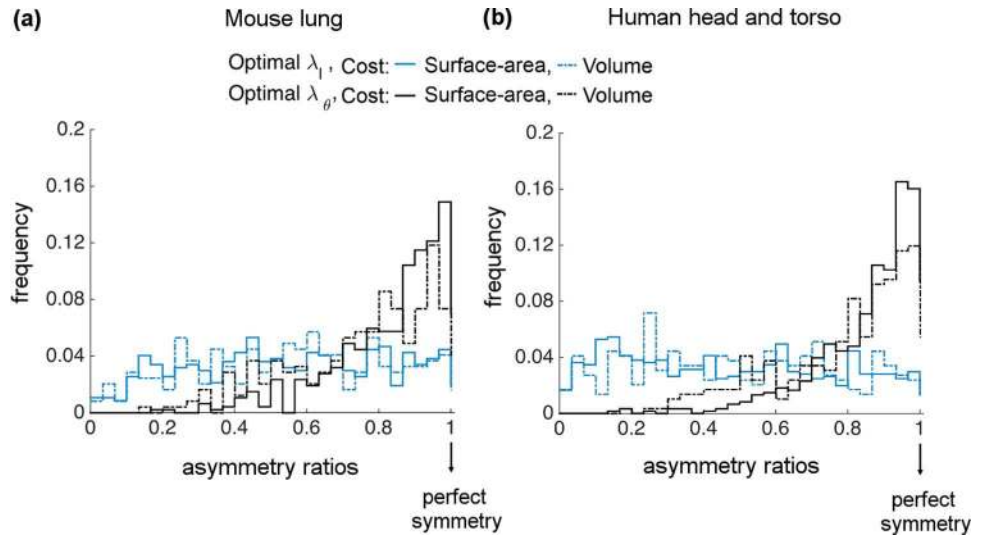 (a) Mouse lung (b) Human head and torso
Optimal λ_l , Cost: Surface-area, Volume
Optimal λ_θ, Cost: Surface-area, Volume
0.2 0.2
0.16 0.16
0.12 0.12
0.08 0.08
0.04 0.04
0 0
frequency frequency
0 0.2 0.4 0.6 0.8 1 0 0.2 0.4 0.6 0.8 1
asymmetry ratios asymmetry ratios
perfect perfect
symmetry symmetry